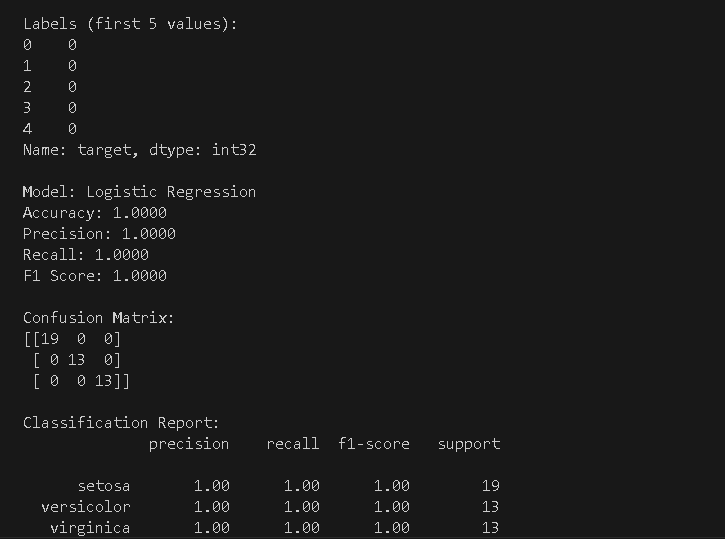 Labels (first 5 values):
0    0
1    0
2    0
3    0
4    0
Name: target, dtype: int32
Model: Logistic Regression
Accuracy: 1.0000
Precision: 1.0000
Recall: 1.0000
F1 Score: 1.0000
Confusion Matrix:
[[19  0  0]
 [ 0 13  0]
 [ 0  0 13]]
Classification Report:
              precision    recall  f1-score   support
      setosa       1.00      1.00      1.00        19
  versicolor       1.00      1.00      1.00        13
   virginica       1.00      1.00      1.00        13